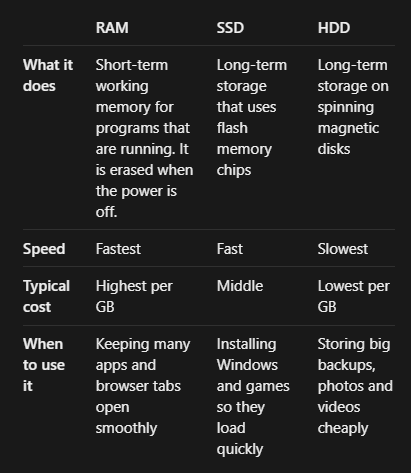 RAM SSD HDD
What it does
Short-term working memory for programs that are running. It is erased when the power is off.
Long-term storage that uses flash memory chips
Long-term storage on spinning magnetic disks
Speed Fastest Fast Slowest
Typical cost
Highest per GB
Middle
Lowest per GB
When to use it
Keeping many apps and browser tabs open smoothly
Installing Windows and games so they load quickly
Storing big backups, photos and videos cheaply